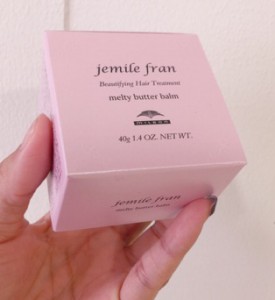 jemile fran
Beautifying Hair Treatment
melty butter balm
MILBON
40g 1.4 OZ. NET WT.
jemile fran
melty butter balm